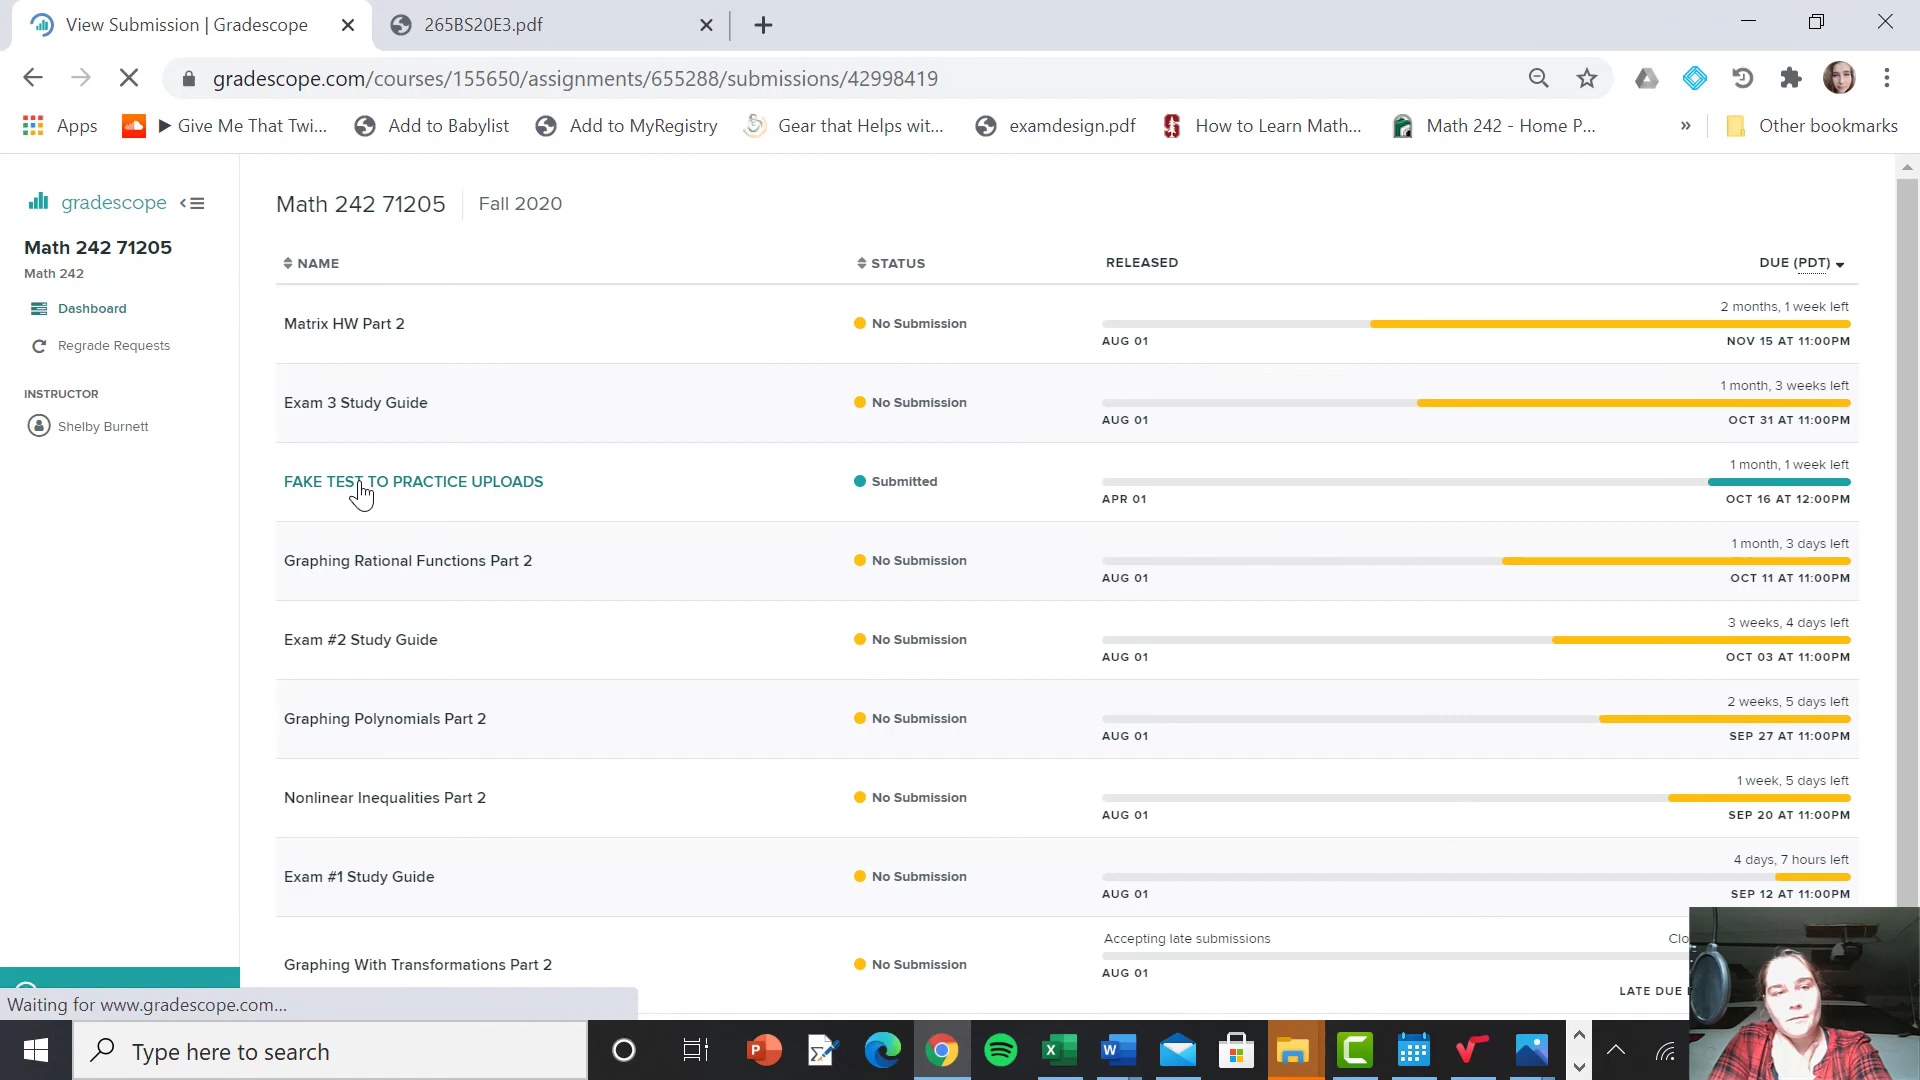 View Submission | Gradescope
265BS20E3.pdf
gradescope.com/courses/155650/assignments/655288/submissions/42998419
Apps
▶ Give Me That Twi...
Add to Babylist
Add to MyRegistry
Gear that Helps wit...
examdesign.pdf
How to Learn Math...
Math 242 - Home P...
»
Other bookmarks
gradescope
Math 242 71205
Math 242
Dashboard
Regrade Requests
INSTRUCTOR
Shelby Burnett
Math 242 71205 Fall 2020
NAME STATUS RELEASED DUE (PDT)
2 months, 1 week left
Matrix HW Part 2 No Submission
AUG 01 NOV 15 AT 11:00PM
1 month, 3 weeks left
Exam 3 Study Guide No Submission
AUG 01 OCT 31 AT 11:00PM
1 month, 1 week left
FAKE TEST TO PRACTICE UPLOADS Submitted
APR 01 OCT 16 AT 12:00PM
1 month, 3 days left
Graphing Rational Functions Part 2 No Submission
AUG 01 OCT 11 AT 11:00PM
3 weeks, 4 days left
Exam #2 Study Guide No Submission
AUG 01 OCT 03 AT 11:00PM
2 weeks, 5 days left
Graphing Polynomials Part 2 No Submission
AUG 01 SEP 27 AT 11:00PM
1 week, 5 days left
Nonlinear Inequalities Part 2 No Submission
AUG 01 SEP 20 AT 11:00PM
4 days, 7 hours left
Exam #1 Study Guide No Submission
AUG 01 SEP 12 AT 11:00PM
Accepting late submissions Clo
Graphing With Transformations Part 2 No Submission
AUG 01
LATE DUE
Waiting for www.gradescope.com...
Type here to search